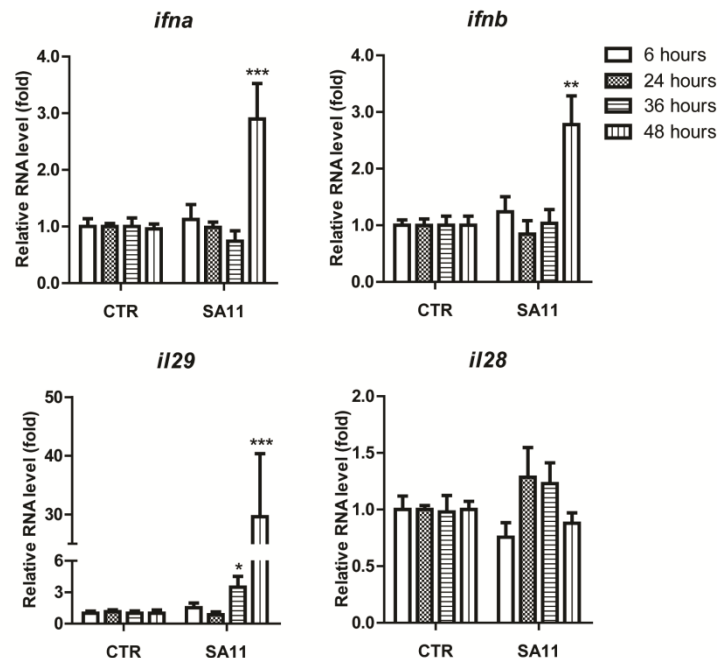 ifna
Relative RNA level (fold)
4.0
3.0
2.0
1.0
0.0
***
CTR
SA11
ifnb
Relative RNA level (fold)
4.0
3.0
2.0
1.0
0.0
**
CTR
SA11
6 hours
24 hours
36 hours
48 hours
il29
Relative RNA level (fold)
50
40
30
6
3
0
*
***
CTR
SA11
il28
Relative RNA level (fold)
2.0
1.5
1.0
0.5
0.0
CTR
SA11